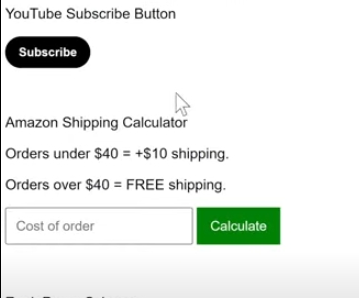 YouTube Subscribe Button
Subscribe
Amazon Shipping Calculator
Orders under $40 = +$10 shipping.
Orders over $40 = FREE shipping.
Cost of order
Calculate